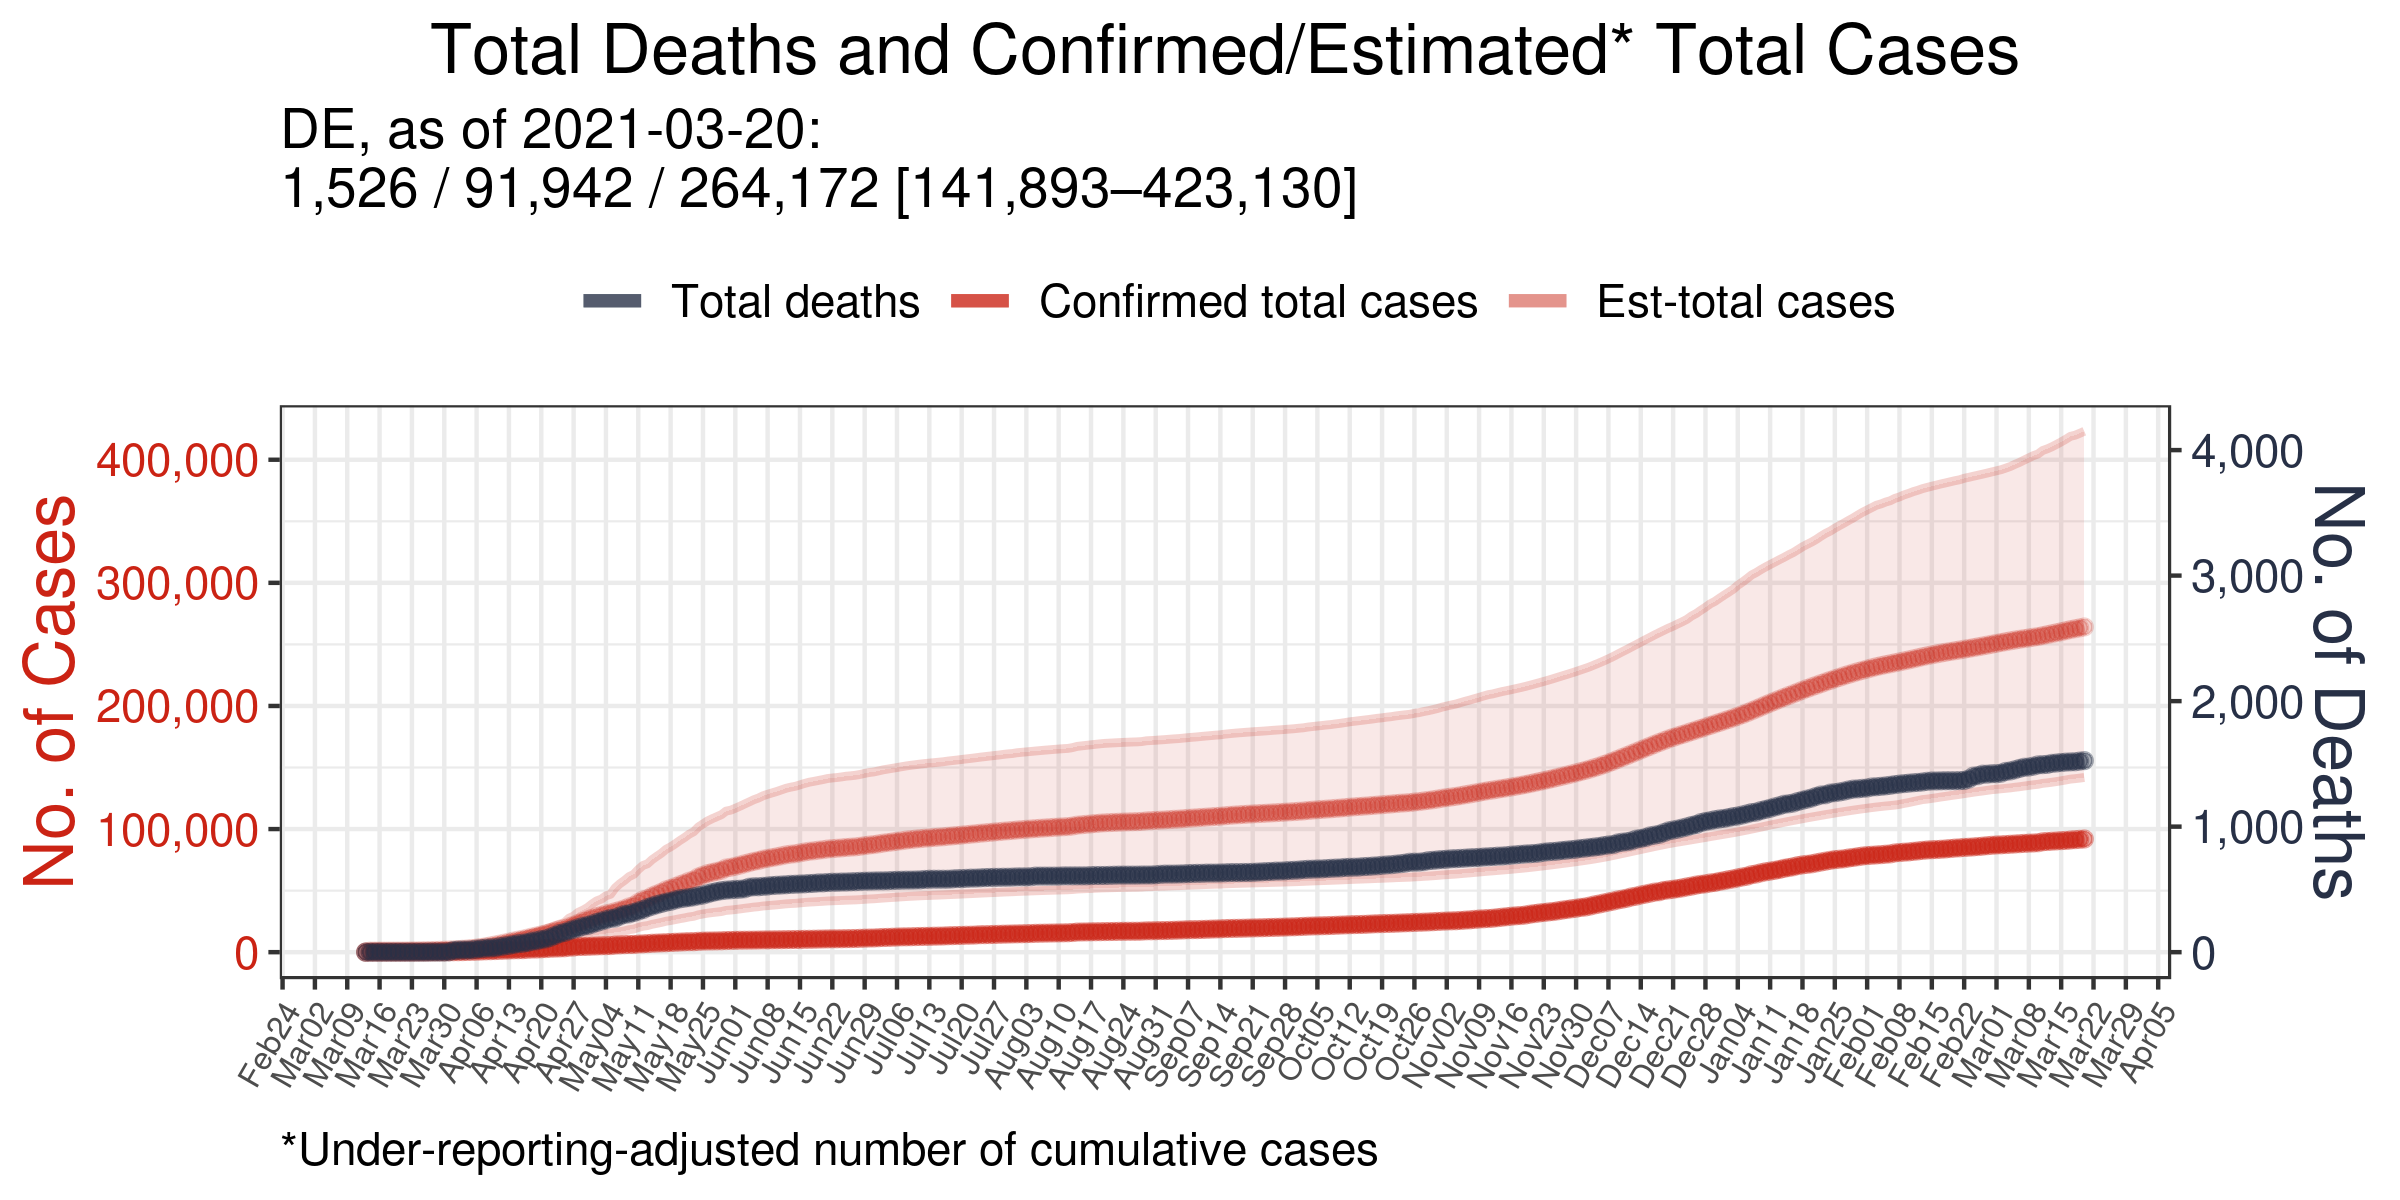 Total Deaths and Confirmed/Estimated* Total Cases
DE, as of 2021-03-20:
1,526 / 91,942 / 264,172 [141,893–423,130]
Total deaths
Confirmed total cases
Est-total cases
No. of Cases
400,000
300,000
200,000
100,000
0
4,000
3,000
2,000
1,000
0
No. of Deaths
Feb24
Mar02
Mar09
Mar16
Mar23
Mar30
Apr06
Apr13
Apr20
Apr27
May04
May11
May18
May25
Jun01
Jun08
Jun15
Jun22
Jun29
Jul06
Jul13
Jul20
Jul27
Aug03
Aug10
Aug17
Aug24
Aug31
Sep07
Sep14
Sep21
Sep28
Oct05
Oct12
Oct19
Oct26
Nov02
Nov09
Nov16
Nov23
Nov30
Dec07
Dec14
Dec21
Dec28
Jan04
Jan11
Jan18
Jan25
Feb01
Feb08
Feb15
Feb22
Mar01
Mar08
Mar15
Mar22
Mar29
Apr05
*Under-reporting-adjusted number of cumulative cases